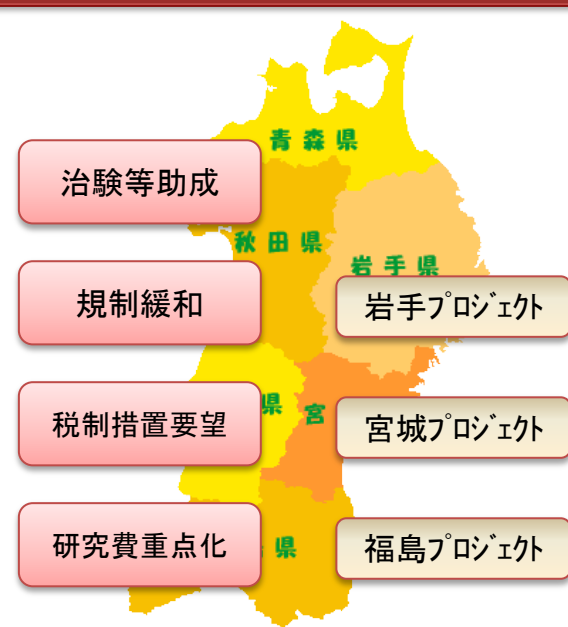 青森県
治験等助成
秋田県
岩手県
規制緩和
岩手ﾌﾟﾛｼﾞｪｸﾄ
県
宮
税制措置要望
宮城ﾌﾟﾛｼﾞｪｸﾄ
研究費重点化
県
福島ﾌﾟﾛｼﾞｪｸﾄ